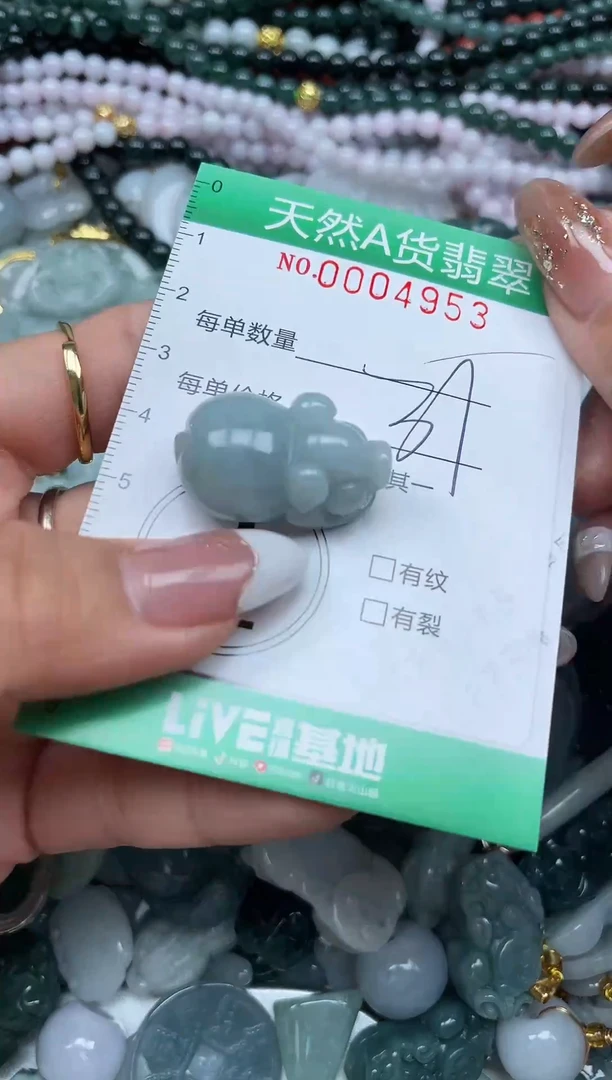 0
天然A货翡翠
1
NO.0004953
2
每单数量
3
每单价格
4
其一
5
有纹
有裂
LiVE
基地